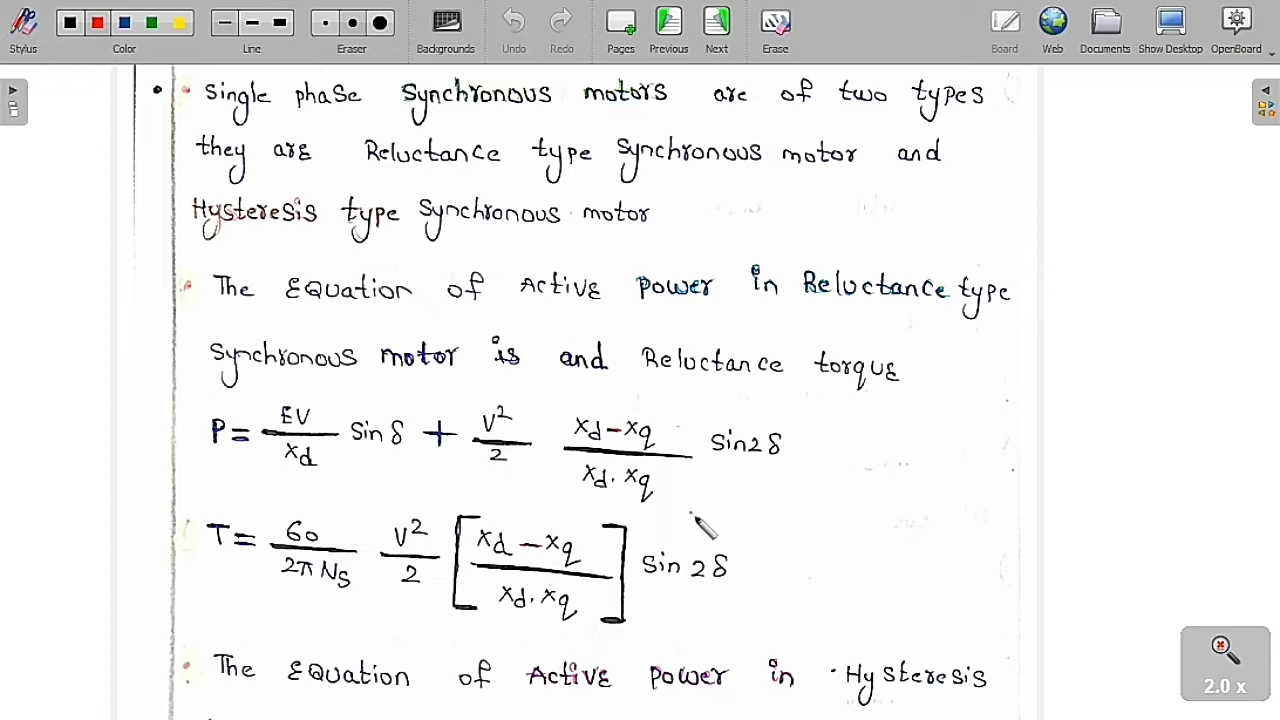 Stylus
Color
Line
Eraser
Backgrounds
Undo
Redo
Pages
Previous
Next
Erase
Board
Web
Documents
Show Desktop
OpenBoard
• Single phase synchronous motors are of two types
they are Reluctance type synchronous motor and
Hysteresis type synchronous motor
• The Equation of Active power in Reluctance type
synchronous motor is and Reluctance torque
P = EV/Xd Sin δ + V²/2 Xd-Xq/Xd.Xq Sin2δ
T = 60/2π Ns V²/2 [Xd-Xq/Xd.Xq] Sin 2δ
• The Equation of Active power in Hysteresis
2.0 x